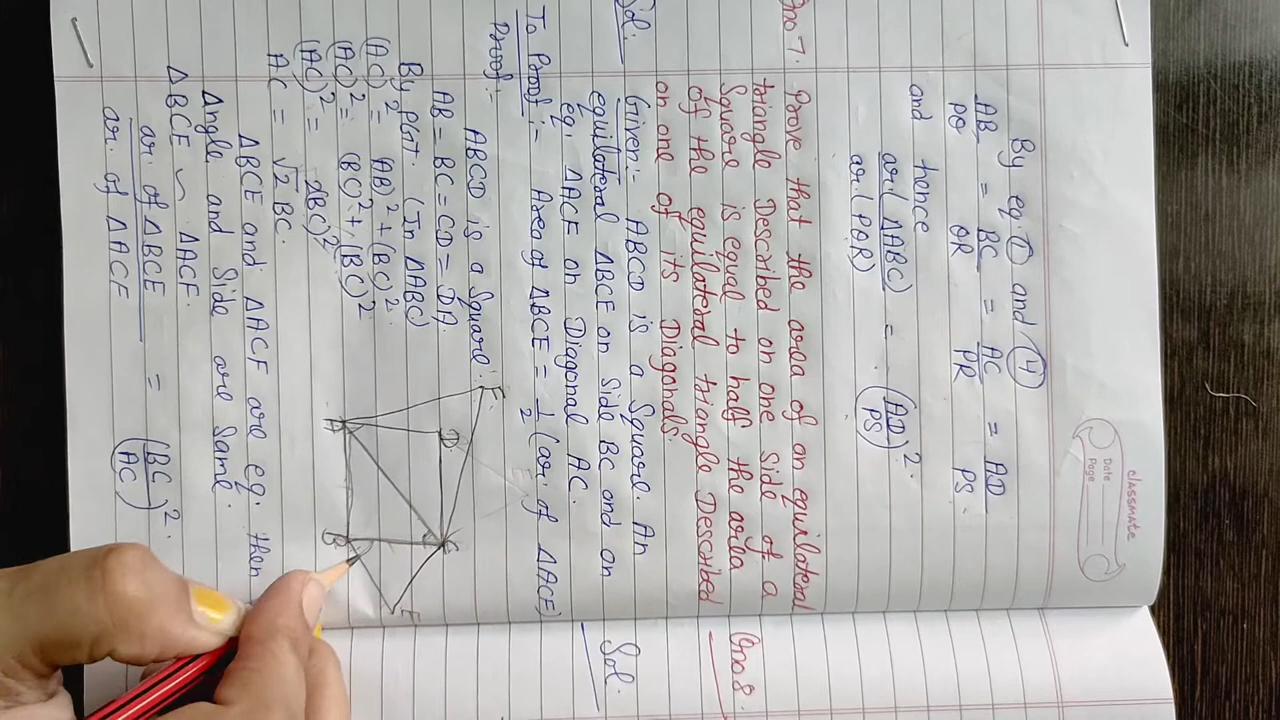 classmate
Date
Page
By eq. ① and ④
AB/PQ = BC/QR = AC/PR = AD/PS.
and hence
ar(ΔABC)/ar(PQR) = (AD/PS)².
Qno 7. Prove that the area of an equilateral
triangle Described on one side of a
Square is equal to half the area
of the equilateral triangle Described
on one of its Diagonals.
Sol. Given:- ABCD is a Square. An
equilateral ΔBCE on Side BC and on
eq. ΔACF on Diagonal AC.
To Proof:- Area of ΔBCE = 1/2 (ar. of ΔACF)
Proof:-
ABCD is a Square.
AB = BC = CD = DA.
By PGT. (In ΔABC)
(AC)² = (AB)² + (BC)².
(AC)² = (BC)² + (BC)²
(AC)² = 2(BC)²
AC = √2 BC.
ΔBCE and ΔACF are eq. then
Angle and Side are Same.
ΔBCE ~ ΔACF.
ar. of ΔBCE/ar. of ΔACF = (BC/AC)².
F
D
C
A
B
E
Qno 8.
Sol.